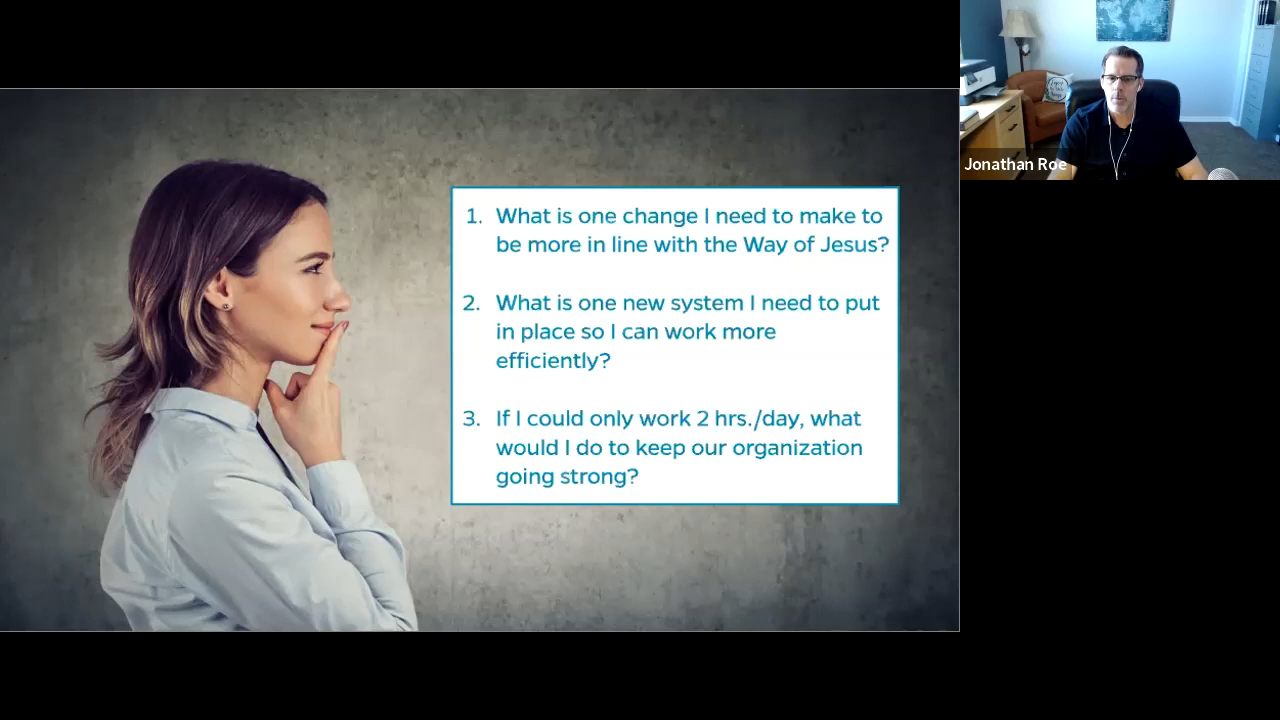 1. What is one change I need to make to
be more in line with the Way of Jesus?
2. What is one new system I need to put
in place so I can work more
efficiently?
3. If I could only work 2 hrs./day, what
would I do to keep our organization
going strong?
Jonathan Roe